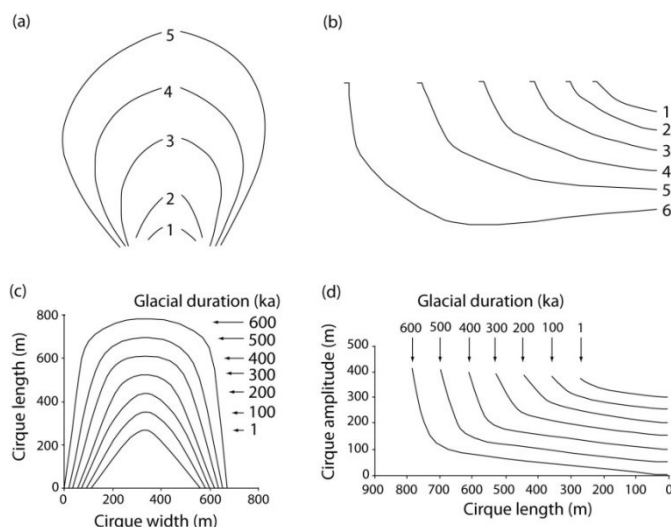 (a)
5
4
3
2
1
(b)
1
2
3
4
5
6
(c)
Glacial duration (ka)
600
500
400
300
200
100
1
Cirque length (m)
800
600
400
200
0
0 200 400 600 800
Cirque width (m)
(d)
Glacial duration (ka)
600 500 400 300 200 100 1
Cirque amplitude (m)
500
400
300
200
100
0
900 800 700 600 500 400 300 200 100 0
Cirque length (m)